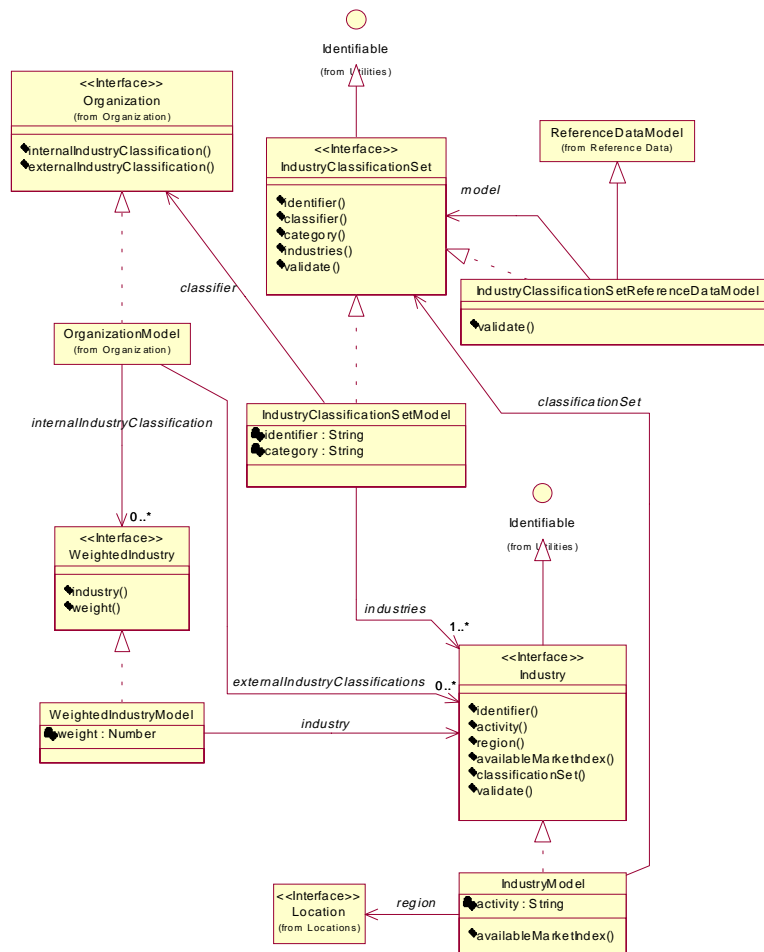 Identifiable
(from Utilities)
<<Interface>>
Organization
(from Organization)
internalIndustryClassification()
externalIndustryClassification()
<<Interface>>
IndustryClassificationSet
identifier()
classifier()
category()
industries()
validate()
ReferenceDataModel
(from Reference Data)
model
IndustryClassificationSetReferenceDataModel
validate()
classifier
OrganizationModel
(from Organization)
classificationSet
IndustryClassificationSetModel
identifier : String
category : String
internalIndustryClassification
0..*
<<Interface>>
WeightedIndustry
industry()
weight()
Identifiable
(from Utilities)
industries
1..*
<<Interface>>
Industry
identifier()
activity()
region()
availableMarketIndex()
classificationSet()
validate()
externalIndustryClassifications
0..*
WeightedIndustryModel
weight : Number
industry
IndustryModel
activity : String
availableMarketIndex()
<<Interface>>
Location
(from Locations)
region